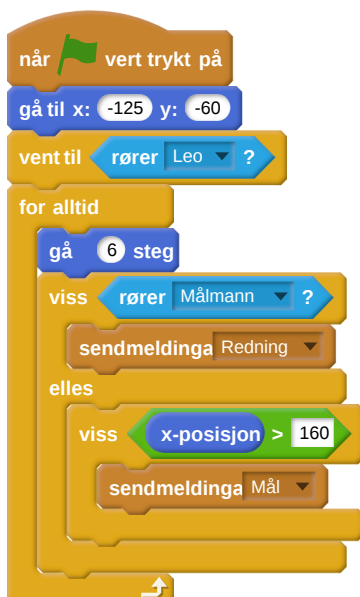 når vert trykt på
gå til x: -125 y: -60
vent til rører Leo ?
for alltid
gå 6 steg
viss rører Målmann ?
sendmeldinga Redning
elles
viss x-posisjon > 160
sendmeldinga Mål